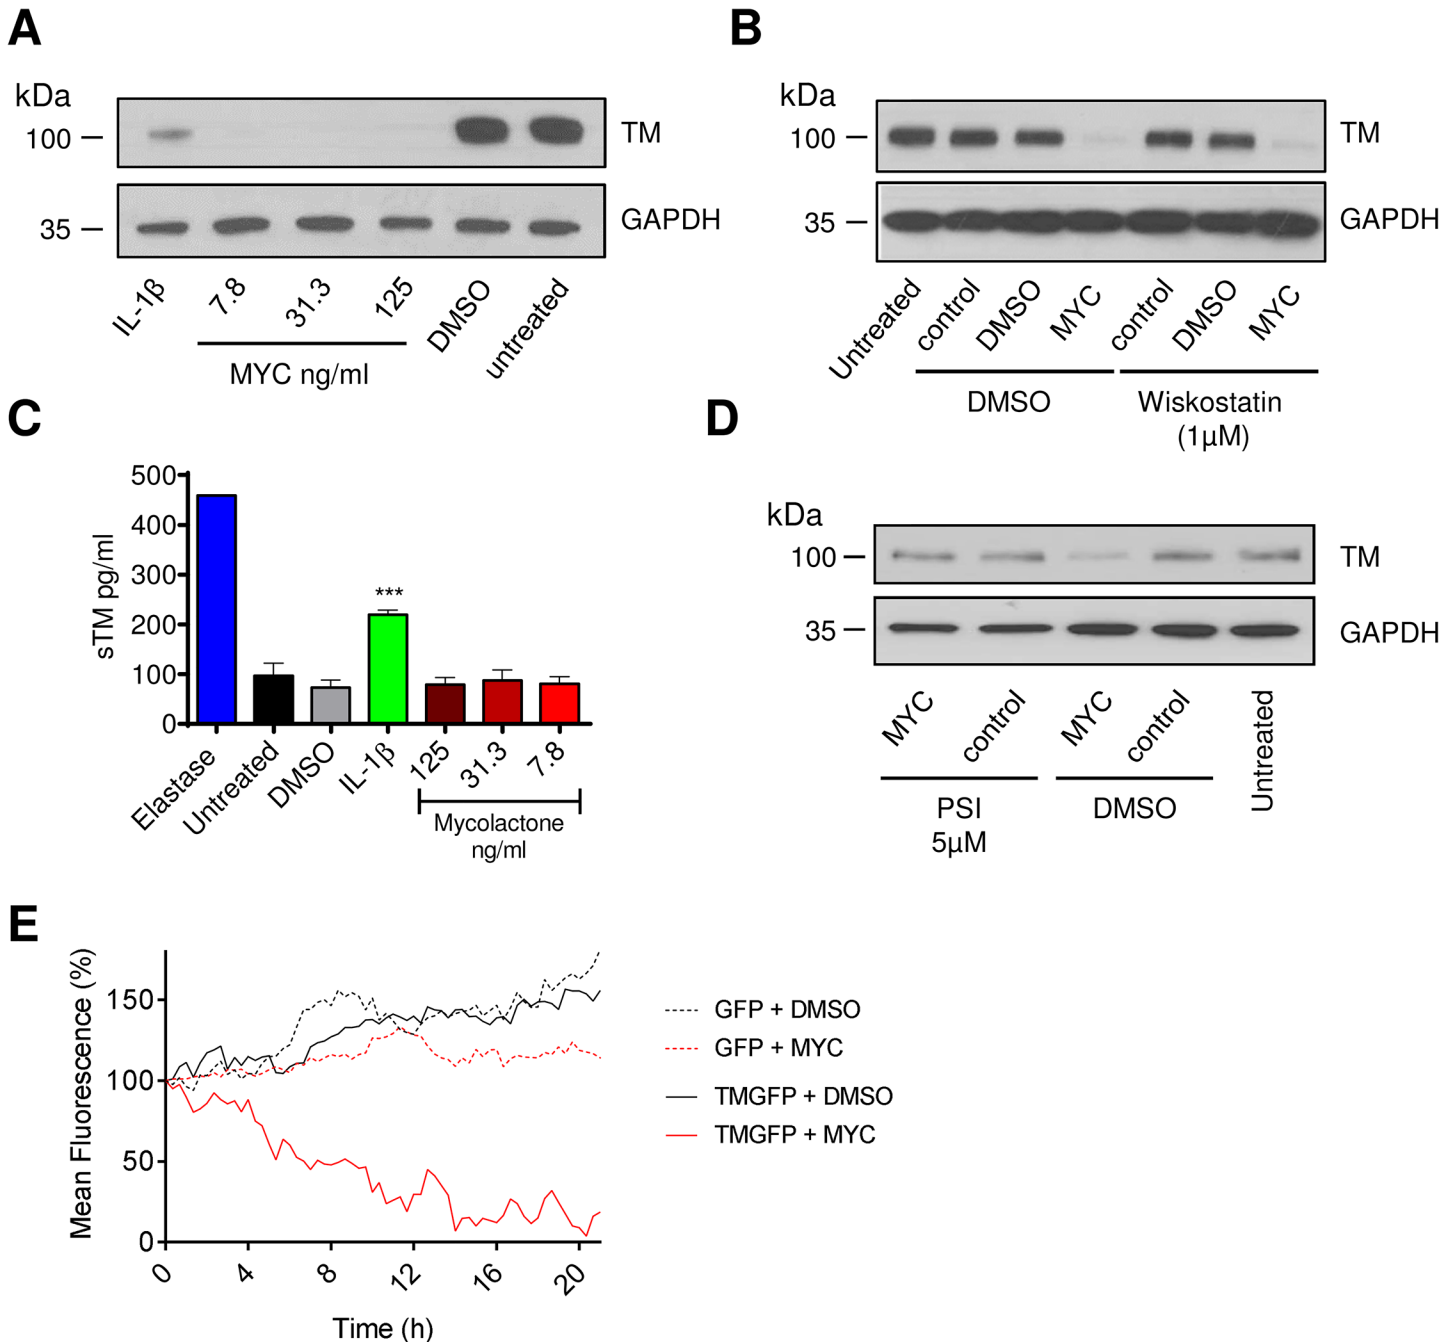 A
kDa
100
TM
35
GAPDH
IL-1β
7.8
31.3
125
DMSO
untreated
MYC ng/ml
B
kDa
100
TM
35
GAPDH
Untreated
control
DMSO
MYC
control
DMSO
MYC
DMSO
Wiskostatin
(1μM)
C
500
400
300
200
100
0
sTM pg/ml
***
Elastase
Untreated
DMSO
IL-1β
125
31.3
7.8
Mycolactone
ng/ml
D
kDa
100
TM
35
GAPDH
MYC
control
MYC
control
Untreated
PSI
5μM
DMSO
E
Mean Fluorescence (%)
150
100
50
0
0
4
8
12
16
20
Time (h)
GFP + DMSO
GFP + MYC
TMGFP + DMSO
TMGFP + MYC